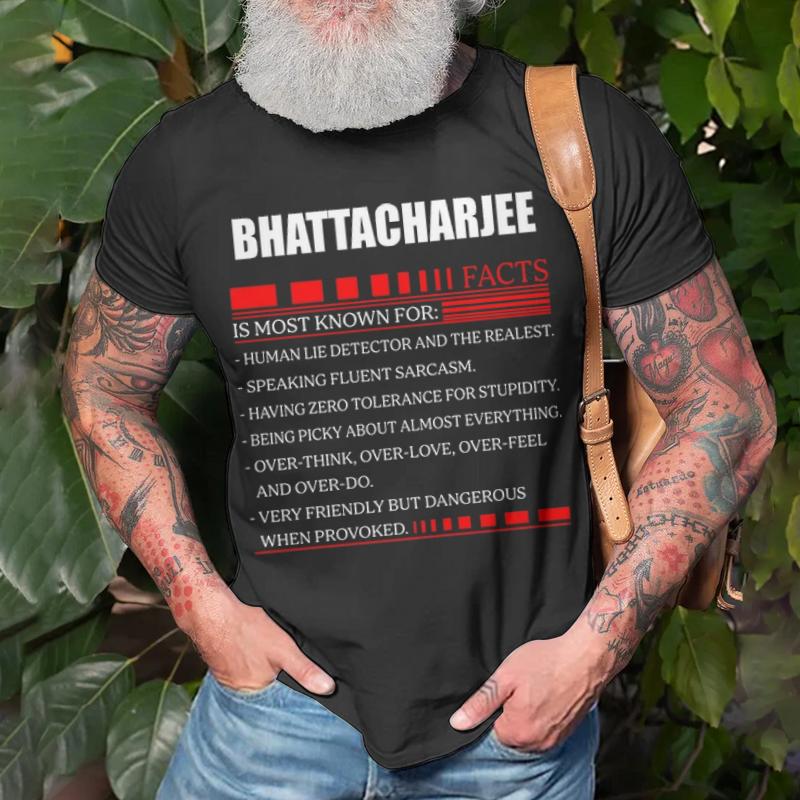 BHATTACHARJEE
FACTS
IS MOST KNOWN FOR:
- HUMAN LIE DETECTOR AND THE REALEST.
- SPEAKING FLUENT SARCASM.
- HAVING ZERO TOLERANCE FOR STUPIDITY.
- BEING PICKY ABOUT ALMOST EVERYTHING.
- OVER-THINK, OVER-LOVE, OVER-FEEL
AND OVER-DO.
- VERY FRIENDLY BUT DANGEROUS
WHEN PROVOKED.
Estuardo